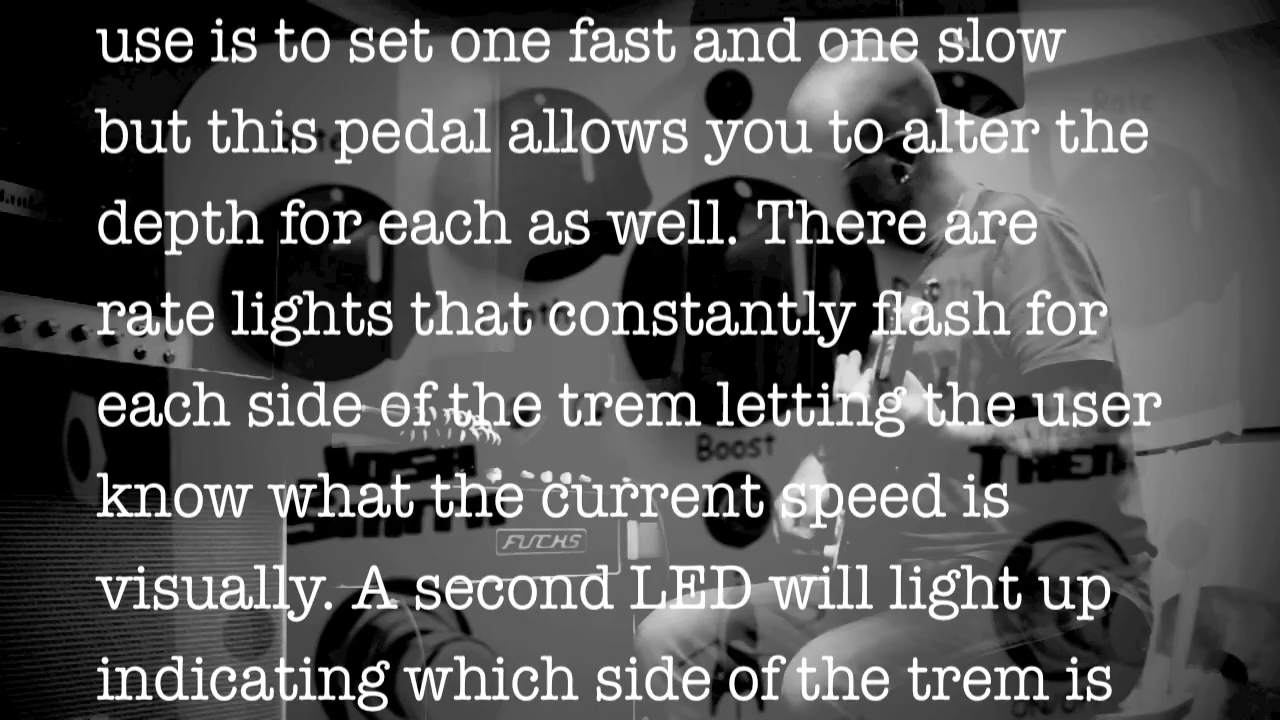 use is to set one fast and one slow
but this pedal allows you to alter the
depth for each as well. There are
rate lights that constantly flash for
each side of the trem letting the user
know what the current speed is
visually. A second LED will light up
indicating which side of the trem is
Rate
Boost
TREM
FUCHS